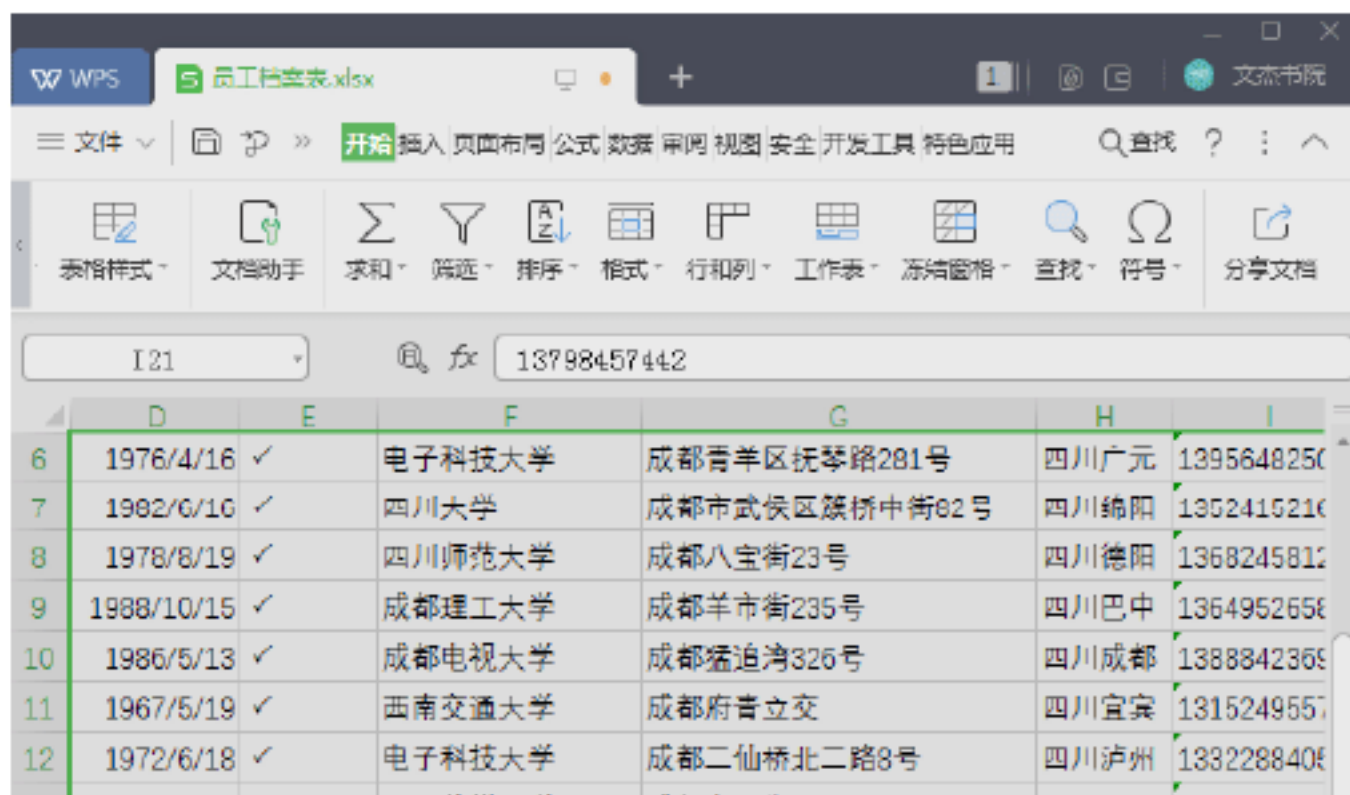 WPS 员工档案表.xlsx + 1 文杰书院
文件 开始 插入 页面布局 公式 数据 审阅 视图 安全 开发工具 特色应用 查找 ?
表格样式 文档助手 求和 筛选 排序 格式 行和列 工作表 冻结窗格 查找 符号 分享文档
I21 fx 13798457442
D E F G H I
6 1976/4/16 ✓ 电子科技大学 成都青羊区抚琴路281号 四川广元 1395648250
7 1982/6/16 ✓ 四川大学 成都市武侯区簇桥中街82号 四川绵阳 1352415216
8 1978/8/19 ✓ 四川师范大学 成都八宝街23号 四川德阳 1368245812
9 1988/10/15 ✓ 成都理工大学 成都羊市街235号 四川巴中 1364952658
10 1986/5/13 ✓ 成都电视大学 成都猛追湾326号 四川成都 1388842369
11 1967/5/19 ✓ 西南交通大学 成都府青立交 四川宜宾 1315249557
12 1972/6/18 ✓ 电子科技大学 成都二仙桥北二路8号 四川泸州 1332288405